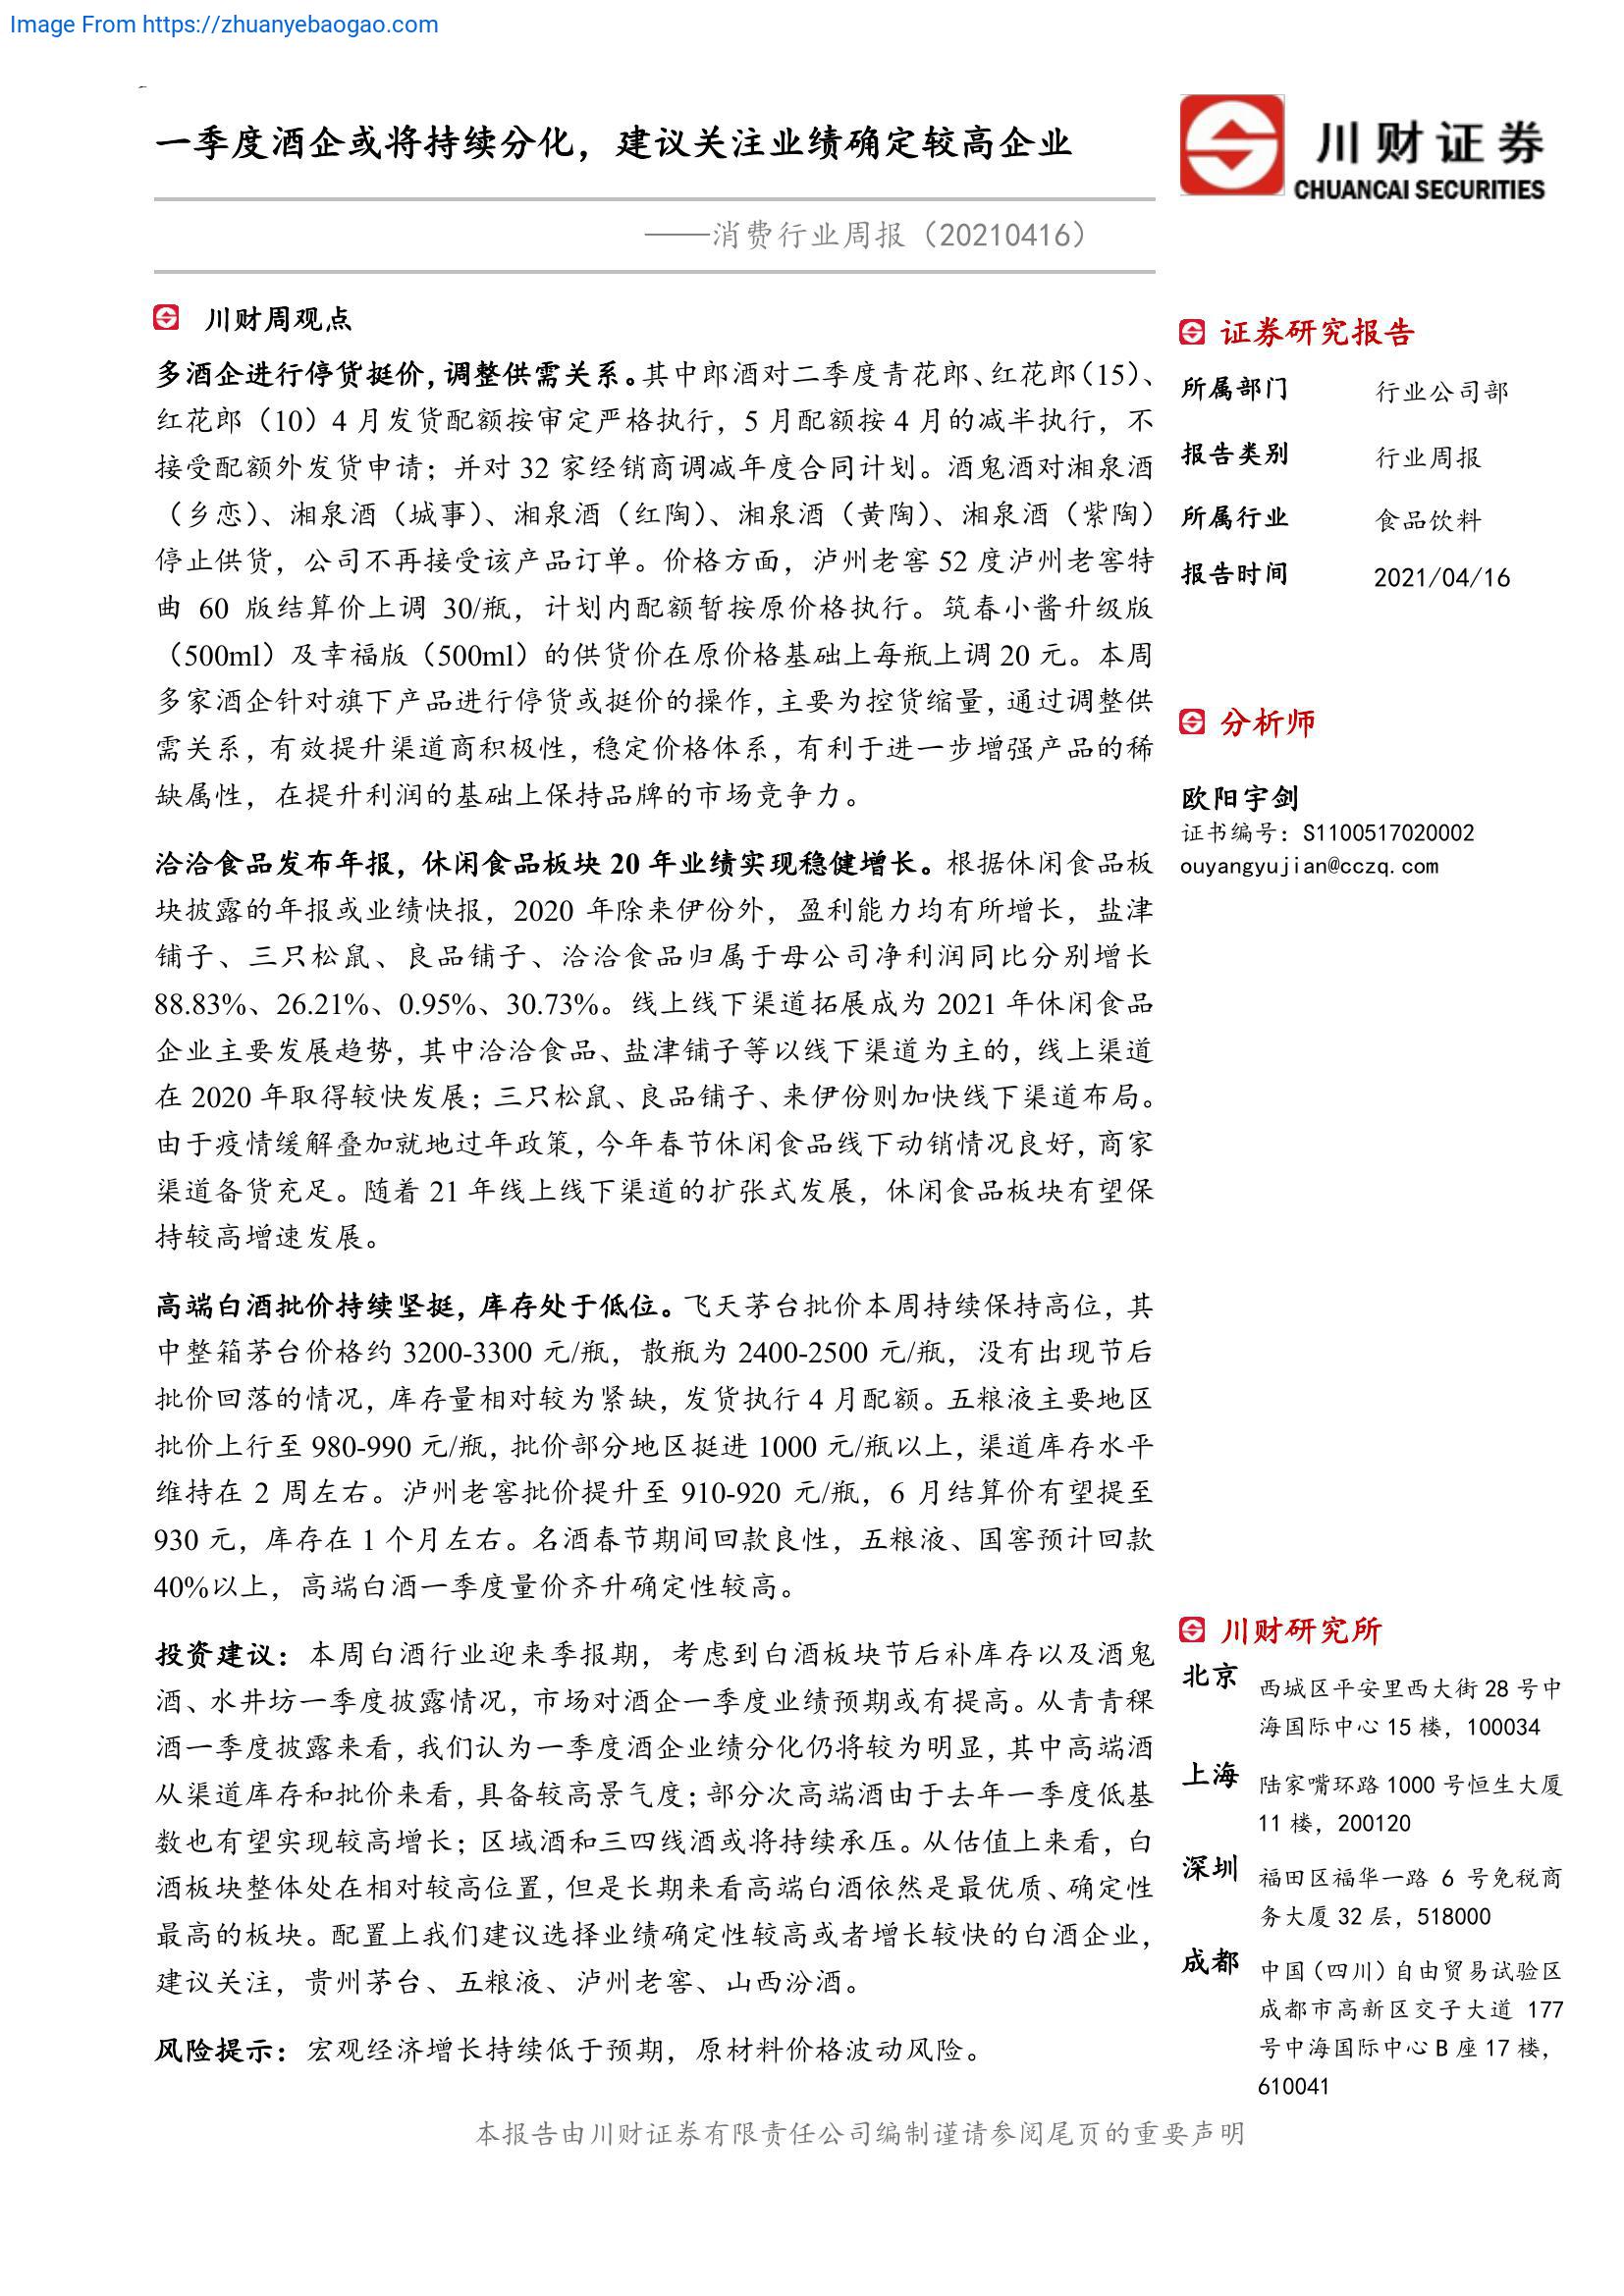 Image From https://zhuanyebaogao.com
一季度酒企或将持续分化，建议关注业绩确定较高企业
——消费行业周报（20210416）
川财证券
CHUANCAI SECURITIES
川财周观点
多酒企进行停货挺价，调整供需关系。其中郎酒对二季度青花郎、红花郎（15）、
红花郎（10）4 月发货配额按审定严格执行，5 月配额按 4 月的减半执行，不
接受配额外发货申请；并对 32 家经销商调减年度合同计划。酒鬼酒对湘泉酒
（乡恋）、湘泉酒（城事）、湘泉酒（红陶）、湘泉酒（黄陶）、湘泉酒（紫陶）
停止供货，公司不再接受该产品订单。价格方面，泸州老窖 52 度泸州老窖特
曲 60 版结算价上调 30/瓶，计划内配额暂按原价格执行。筑春小酱升级版
（500ml）及幸福版（500ml）的供货价在原价格基础上每瓶上调 20 元。本周
多家酒企针对旗下产品进行停货或挺价的操作，主要为控货缩量，通过调整供
需关系，有效提升渠道商积极性，稳定价格体系，有利于进一步增强产品的稀
缺属性，在提升利润的基础上保持品牌的市场竞争力。
洽洽食品发布年报，休闲食品板块 20 年业绩实现稳健增长。根据休闲食品板
块披露的年报或业绩快报，2020 年除来伊份外，盈利能力均有所增长，盐津
铺子、三只松鼠、良品铺子、洽洽食品归属于母公司净利润同比分别增长
88.83%、26.21%、0.95%、30.73%。线上线下渠道拓展成为 2021 年休闲食品
企业主要发展趋势，其中洽洽食品、盐津铺子等以线下渠道为主的，线上渠道
在 2020 年取得较快发展；三只松鼠、良品铺子、来伊份则加快线下渠道布局。
由于疫情缓解叠加就地过年政策，今年春节休闲食品线下动销情况良好，商家
渠道备货充足。随着 21 年线上线下渠道的扩张式发展，休闲食品板块有望保
持较高增速发展。
高端白酒批价持续坚挺，库存处于低位。飞天茅台批价本周持续保持高位，其
中整箱茅台价格约 3200-3300 元/瓶，散瓶为 2400-2500 元/瓶，没有出现节后
批价回落的情况，库存量相对较为紧缺，发货执行 4 月配额。五粮液主要地区
批价上行至 980-990 元/瓶，批价部分地区挺进 1000 元/瓶以上，渠道库存水平
维持在 2 周左右。泸州老窖批价提升至 910-920 元/瓶，6 月结算价有望提至
930 元，库存在 1 个月左右。名酒春节期间回款良性，五粮液、国窖预计回款
40%以上，高端白酒一季度量价齐升确定性较高。
投资建议：本周白酒行业迎来季报期，考虑到白酒板块节后补库存以及酒鬼
酒、水井坊一季度披露情况，市场对酒企一季度业绩预期或有提高。从青青稞
酒一季度披露来看，我们认为一季度酒企业绩分化仍将较为明显，其中高端酒
从渠道库存和批价来看，具备较高景气度；部分次高端酒由于去年一季度低基
数也有望实现较高增长；区域酒和三四线酒或将持续承压。从估值上来看，白
酒板块整体处在相对较高位置，但是长期来看高端白酒依然是最优质、确定性
最高的板块。配置上我们建议选择业绩确定性较高或者增长较快的白酒企业，
建议关注，贵州茅台、五粮液、泸州老窖、山西汾酒。
风险提示：宏观经济增长持续低于预期，原材料价格波动风险。
证券研究报告
所属部门 行业公司部
报告类别 行业周报
所属行业 食品饮料
报告时间 2021/04/16
分析师
欧阳宇剑
证书编号：S1100517020002
ouyangyujian@cczq.com
川财研究所
北京 西城区平安里西大街 28 号中
海国际中心 15 楼，100034
上海 陆家嘴环路 1000 号恒生大厦
11 楼，200120
深圳 福田区福华一路 6 号免税商
务大厦 32 层，518000
成都 中国（四川）自由贸易试验区
成都市高新区交子大道 177
号中海国际中心 B 座 17 楼，
610041
本报告由川财证券有限责任公司编制谨请参阅尾页的重要声明